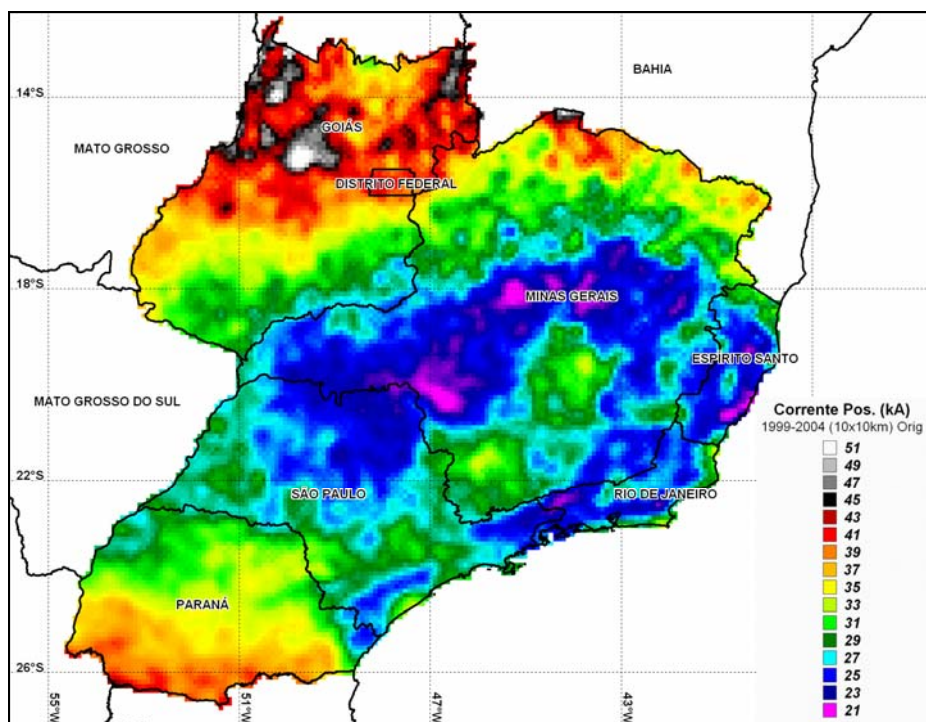 BAHIA
14°S
GOIÁS
MATO GROSSO
DISTRITO FEDERAL
18°S
MINAS GERAIS
ESPÍRITO SANTO
MATO GROSSO DO SUL
Corrente Pos. (kA)
1999-2004 (10x10km) Orig
51
49
47
45
43
41
39
37
35
33
31
29
27
25
23
21
22°S
SÃO PAULO
RIO DE JANEIRO
PARANÁ
26°S
55°W
51°W
47°W
43°W